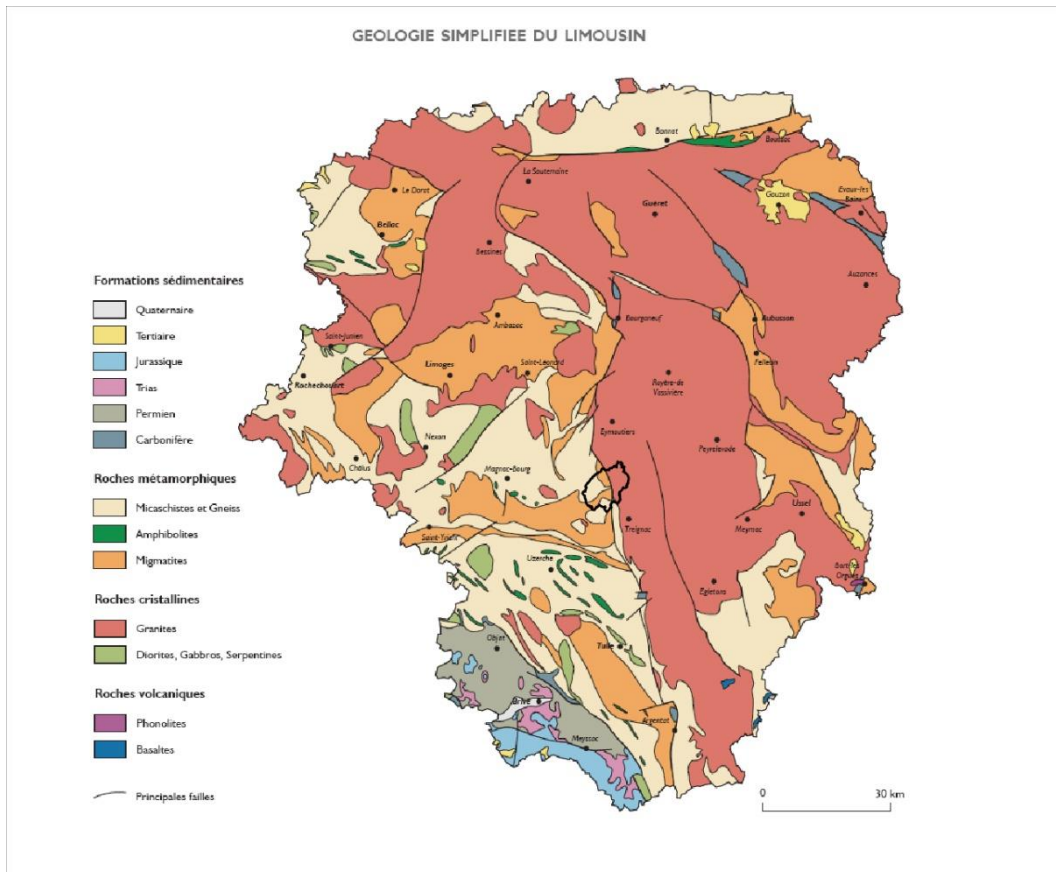 GEOLOGIE SIMPLIFIEE DU LIMOUSIN
Bonnat
Boussac
La Souterraine
Le Dorat
Guéret
Gouzon
Evaux-les
Bains
Bellac
Bessines
Auzances
Formations sédimentaires
Quaternaire
Tertiaire
Jurassique
Trias
Permien
Carbonifère
Roches métamorphiques
Micaschistes et Gneiss
Amphibolites
Migmatites
Roches cristallines
Granites
Diorites, Gabbros, Serpentines
Roches volcaniques
Phonolites
Basaltes
Principales failles
Ambazac
Bourganeuf
Aubusson
Saint-Junien
Felletin
Limoges
Saint-Léonard
Rochechouart
Royère-de
Vassivière
Eymoutiers
Nexon
Peyrelevade
Châlus
Magnac-Bourg
Ussel
Treignac
Meymac
Saint-Yrieix
Uzerche
Bort-les
Orgues
Egletons
Objat
Tulle
Brive
Argentat
Meyssac
0 30 km